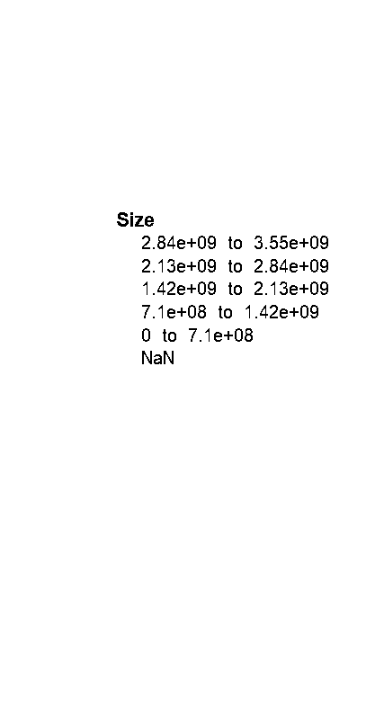 Size
2.84e+09 to 3.55e+09
2.13e+09 to 2.84e+09
1.42e+09 to 2.13e+09
7.1e+08 to 1.42e+09
0 to 7.1e+08
NaN